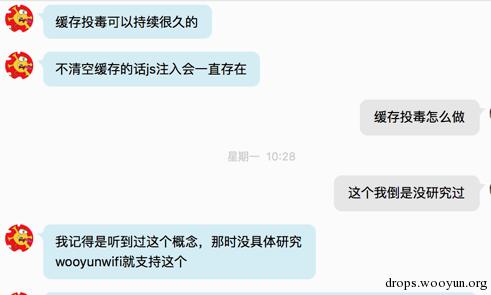 缓存投毒可以持续很久的
不清空缓存的话js注入会一直存在
缓存投毒怎么做
星期一 10:28
这个我倒是没研究过
我记得是听到过这个概念，那时没具体研究
wooyunwifi就支持这个
drops.wooyun.org